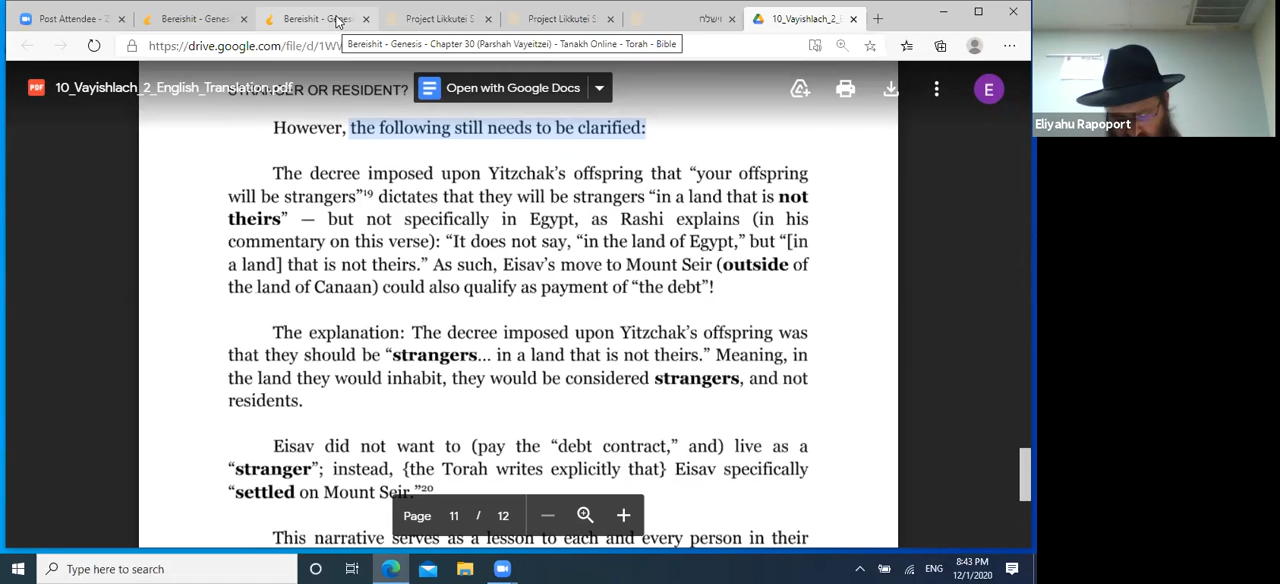 Post Attendee - Z
Bereishit - Genes
Bereishit - Genes
Project Likkutei S
Project Likkutei S
וישלח
10_Vayishlach_2_
https://drive.google.com/file/d/1W
Bereishit - Genesis - Chapter 30 (Parshah Vayeitzei) - Tanakh Online - Torah - Bible
PDF
10_Vayishlach_2_English_Translation.pdf
STRANGER OR RESIDENT?
Open with Google Docs
E
Eliyahu Rapoport
However, the following still needs to be clarified:
The decree imposed upon Yitzchak's offspring that “your offspring
will be strangers”19 dictates that they will be strangers “in a land that is not
theirs” — but not specifically in Egypt, as Rashi explains (in his
commentary on this verse): “It does not say, “in the land of Egypt,” but “[in
a land] that is not theirs.” As such, Eisav's move to Mount Seir (outside of
the land of Canaan) could also qualify as payment of “the debt”!
The explanation: The decree imposed upon Yitzchak's offspring was
that they should be “strangers… in a land that is not theirs.” Meaning, in
the land they would inhabit, they would be considered strangers, and not
residents.
Eisav did not want to (pay the “debt contract,” and) live as a
“stranger”; instead, {the Torah writes explicitly that} Eisav specifically
“settled on Mount Seir.”20
Page 11 / 12
This narrative serves as a lesson to each and every person in their
Type here to search
ENG
8:43 PM
12/1/2020